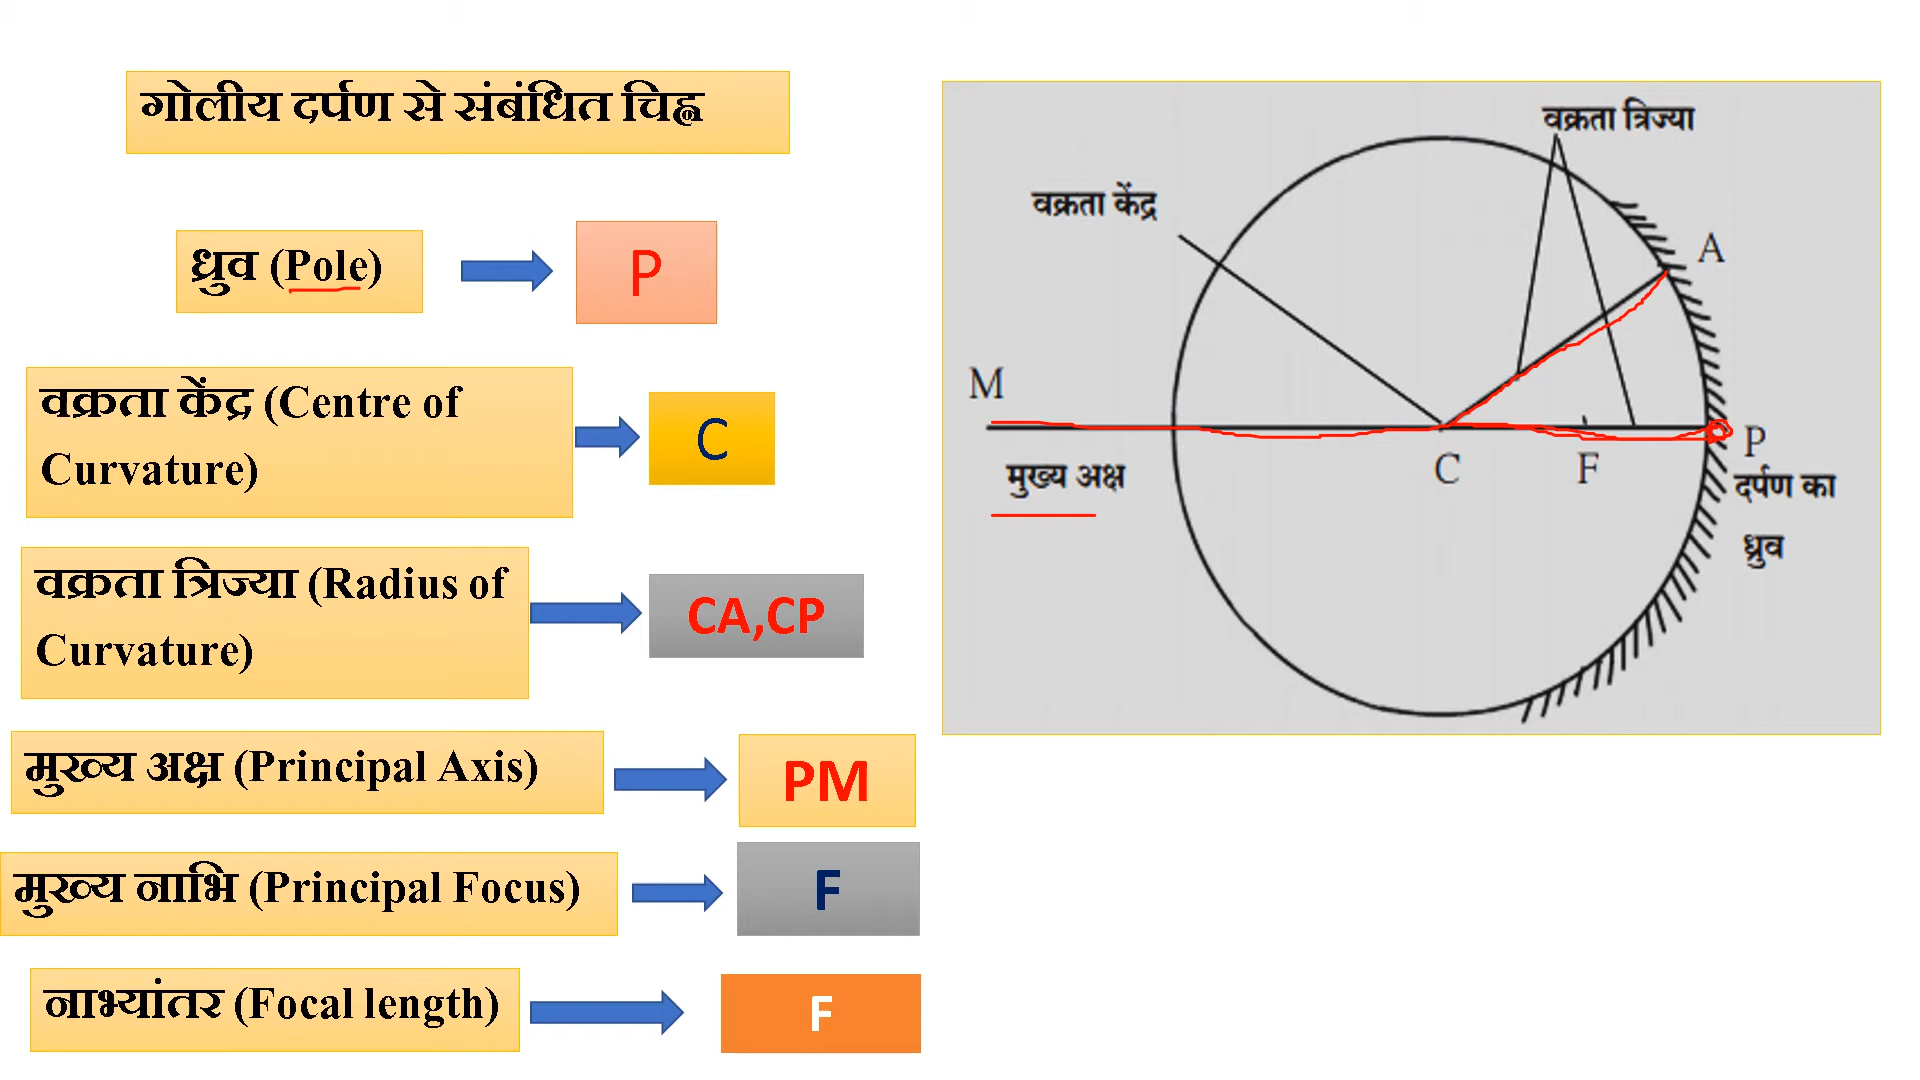 गोलीय दर्पण से संबंधित चिह्न
ध्रुव (Pole)
P
वक्रता केंद्र (Centre of
Curvature)
C
वक्रता त्रिज्या (Radius of
Curvature)
CA,CP
मुख्य अक्ष (Principal Axis)
PM
मुख्य नाभि (Principal Focus)
F
नाभ्यांतर (Focal length)
F
वक्रता त्रिज्या
वक्रता केंद्र
A
M
P
C
F
मुख्य अक्ष
दर्पण का
ध्रुव